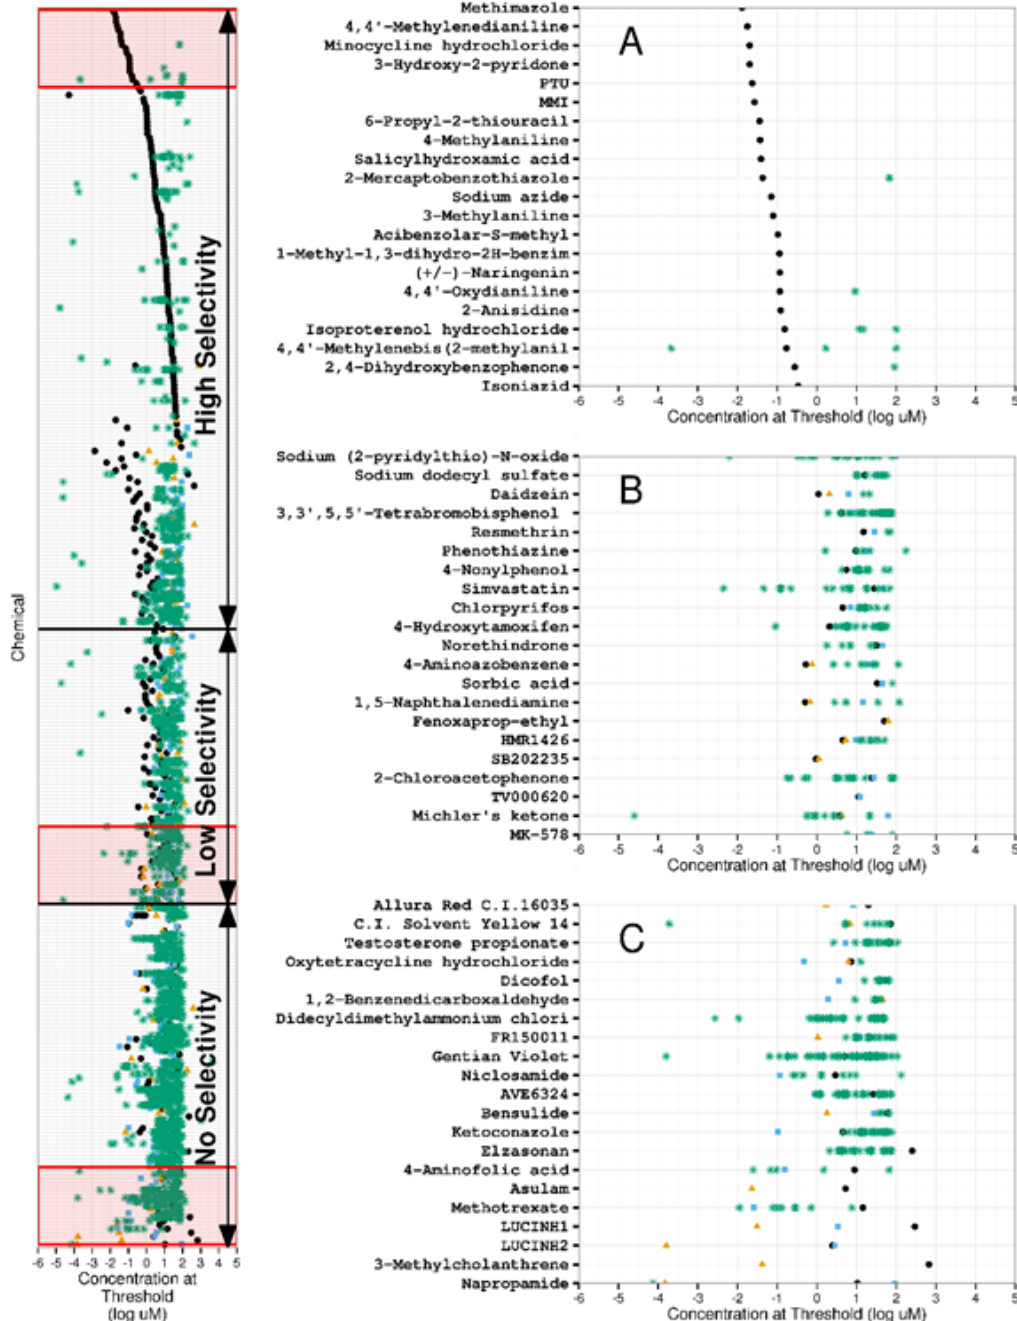 Chemical
High Selectivity
Low Selectivity
No Selectivity
-6 -5 -4 -3 -2 -1 0 1 2 3 4 5
Concentration at
Threshold
(log uM)
A
Methimazole
4,4'-Methylenedianiline
Minocycline hydrochloride
3-Hydroxy-2-pyridone
PTU
MMI
6-Propyl-2-thiouracil
4-Methylaniline
Salicylhydroxamic acid
2-Mercaptobenzothiazole
Sodium azide
3-Methylaniline
Acibenzolar-S-methyl
1-Methyl-1,3-dihydro-2H-benzim
(+/-)-Naringenin
4,4'-Oxydianiline
2-Anisidine
Isoproterenol hydrochloride
4,4'-Methylenebis(2-methylanil
2,4-Dihydroxybenzophenone
Isoniazid
-5 -4 -3 -2 -1 0 1 2 3 4 5
Concentration at Threshold (log uM)
B
Sodium (2-pyridylthio)-N-oxide
Sodium dodecyl sulfate
Daidzein
3,3',5,5'-Tetrabromobisphenol
Resmethrin
Phenothiazine
4-Nonylphenol
Simvastatin
Chlorpyrifos
4-Hydroxytamoxifen
Norethindrone
4-Aminoazobenzene
Sorbic acid
1,5-Naphthalenediamine
Fenoxaprop-ethyl
HMR1426
SB202235
2-Chloroacetophenone
TV000620
Michler's ketone
MK-578
-5 -4 -3 -2 -1 0 1 2 3 4 5
Concentration at Threshold (log uM)
C
Allura Red C.I.16035
C.I. Solvent Yellow 14
Testosterone propionate
Oxytetracycline hydrochloride
Dicofol
1,2-Benzenedicarboxaldehyde
Didecyldimethylammonium chlori
FR150011
Gentian Violet
Niclosamide
AVE6324
Bensulide
Ketoconazole
Elzasonan
4-Aminofolic acid
Asulam
Methotrexate
LUCINH1
LUCINH2
3-Methylcholanthrene
Napropamide
-5 -4 -3 -2 -1 0 1 2 3 4 5
Concentration at Threshold (log uM)